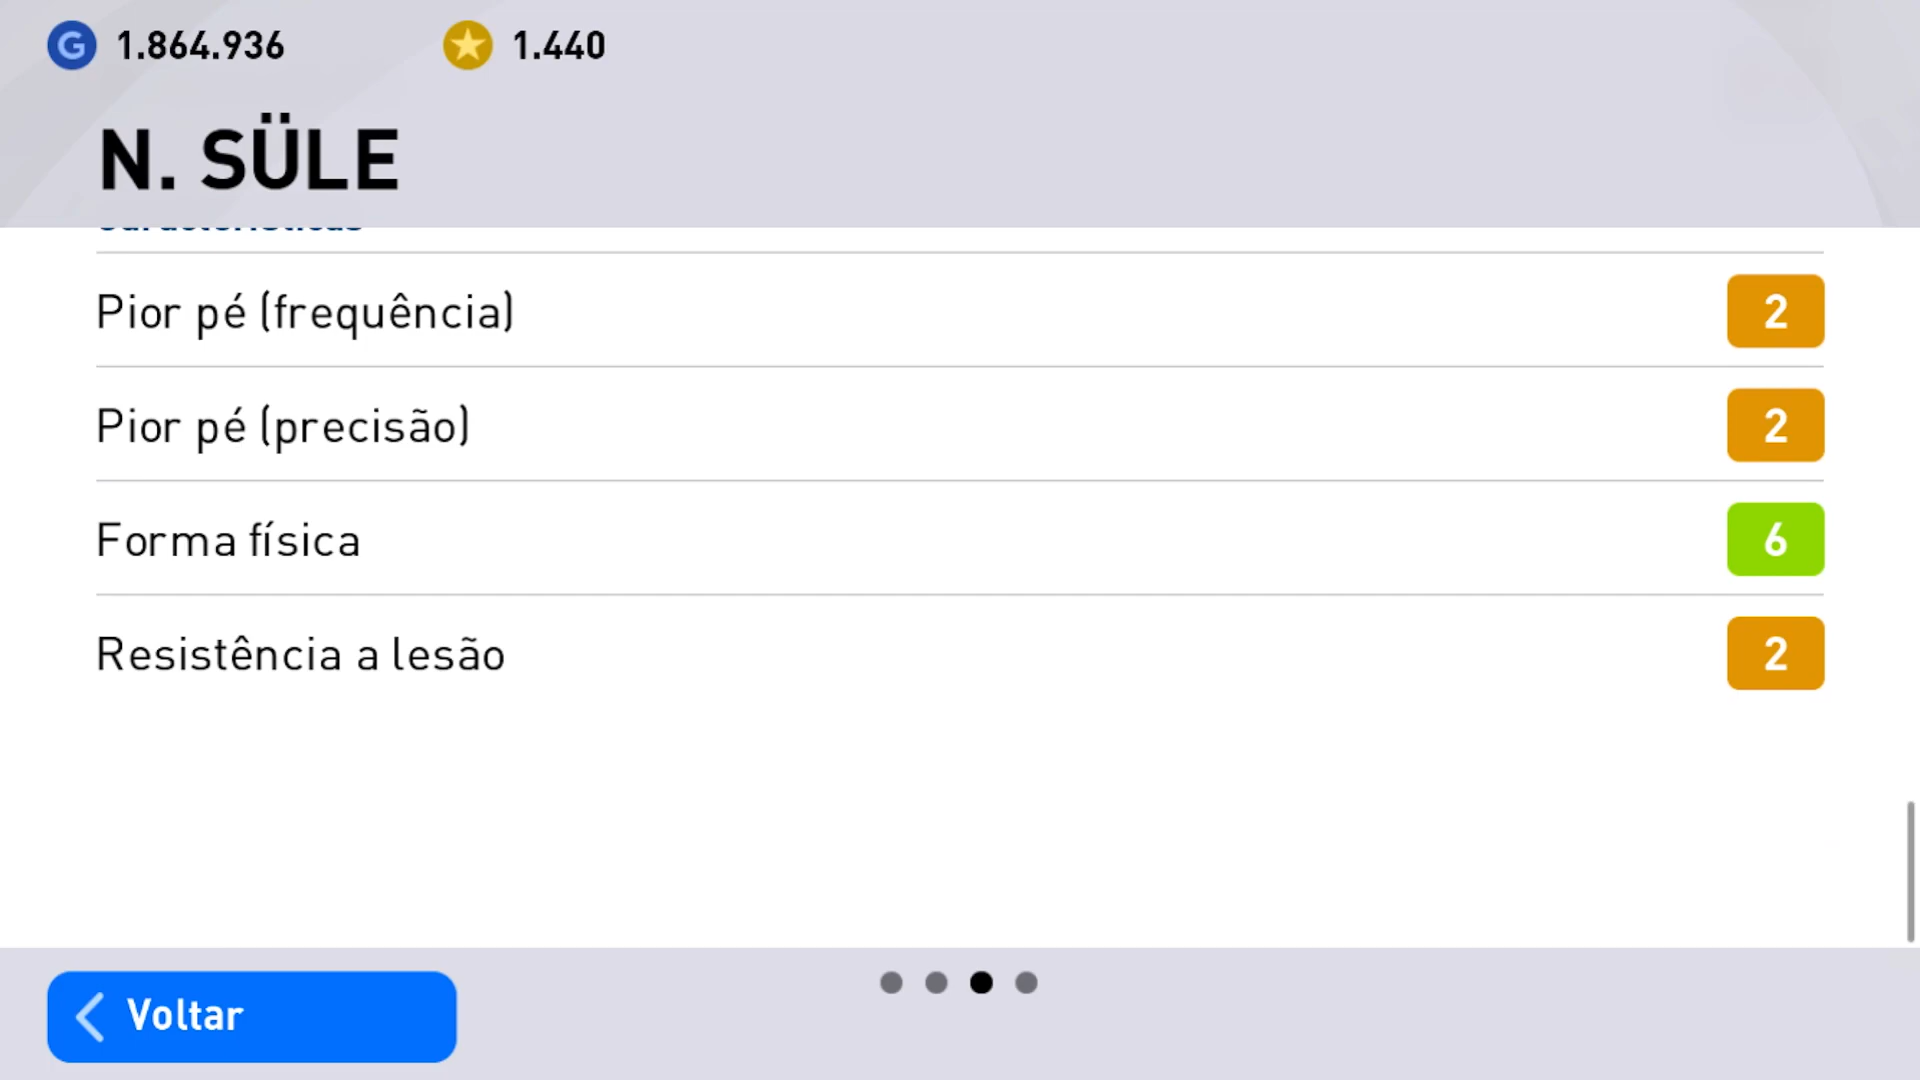 G 1.864.936 1.440
N. SÜLE
Pior pé (frequência) 2
Pior pé (precisão) 2
Forma física 6
Resistência a lesão 2
Voltar